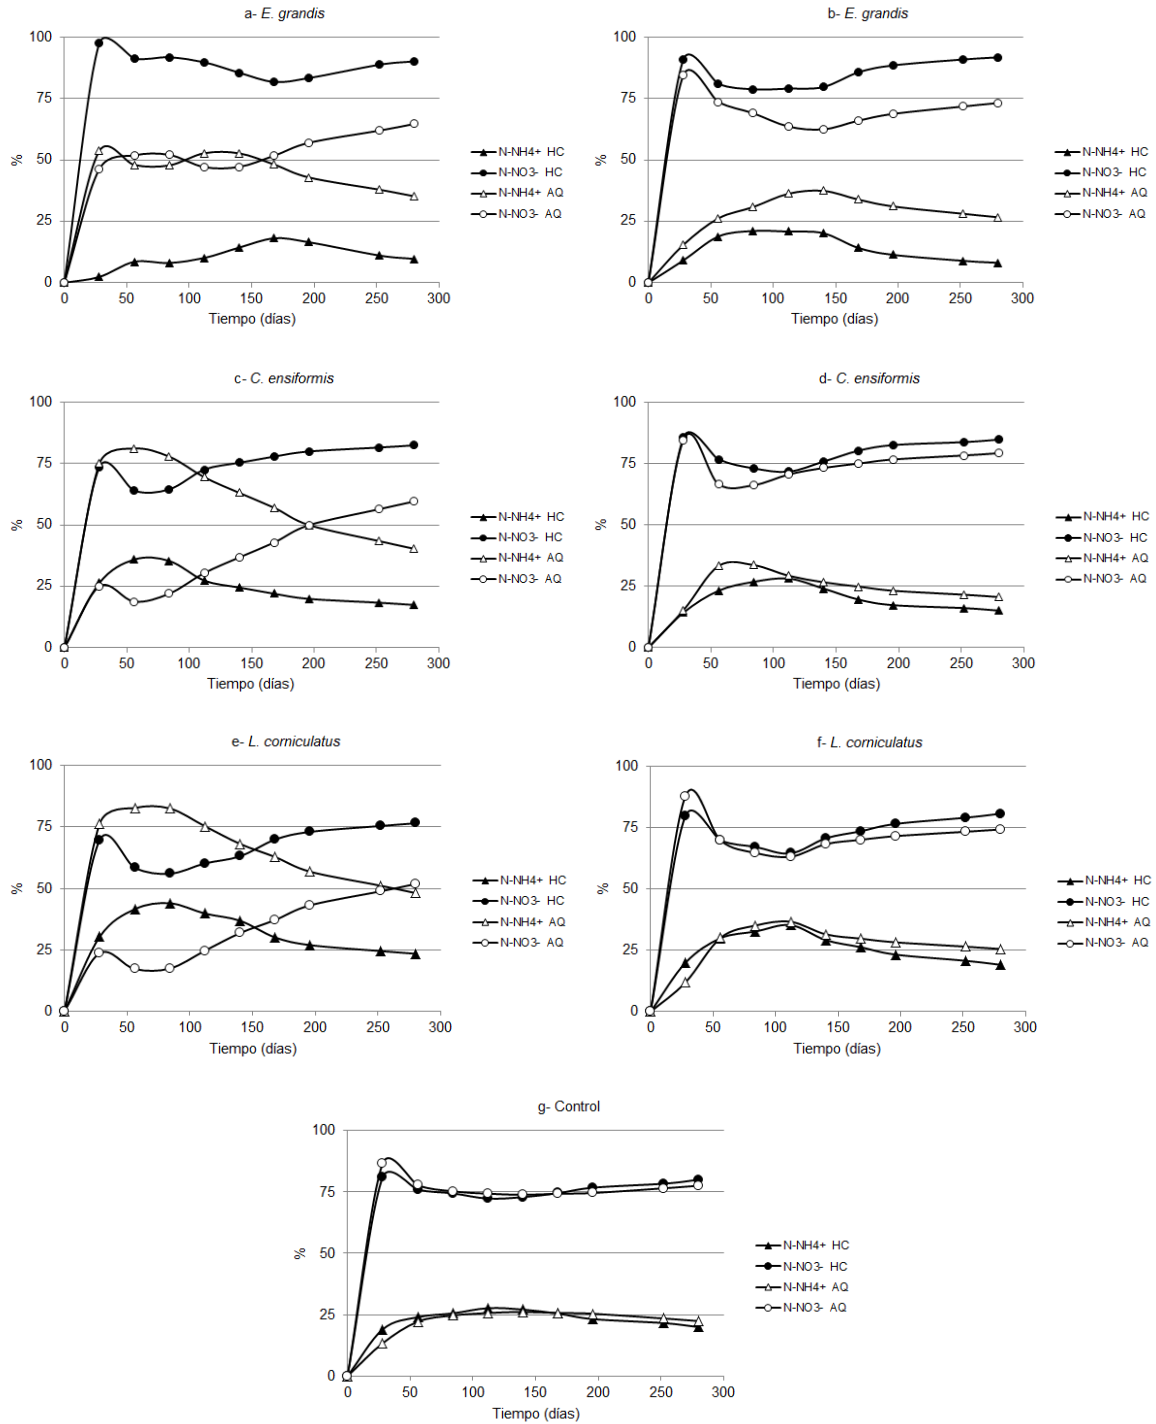 a- E. grandis
100
75
50
25
0
%
0 50 100 150 200 250 300
Tiempo (días)
N-NH4+ HC
N-NO3- HC
N-NH4+ AQ
N-NO3- AQ
b- E. grandis
100
75
50
25
0
%
0 50 100 150 200 250 300
Tiempo (días)
N-NH4+ HC
N-NO3- HC
N-NH4+ AQ
N-NO3- AQ
c- C. ensiformis
100
75
50
25
0
%
0 50 100 150 200 250 300
Tiempo (días)
N-NH4+ HC
N-NO3- HC
N-NH4+ AQ
N-NO3- AQ
d- C. ensiformis
100
75
50
25
0
%
0 50 100 150 200 250 300
Tiempo (días)
N-NH4+ HC
N-NO3- HC
N-NH4+ AQ
N-NO3- AQ
e- L. corniculatus
100
75
50
25
0
%
0 50 100 150 200 250 300
Tiempo (días)
N-NH4+ HC
N-NO3- HC
N-NH4+ AQ
N-NO3- AQ
f- L. corniculatus
100
75
50
25
0
%
0 50 100 150 200 250 300
Tiempo (días)
N-NH4+ HC
N-NO3- HC
N-NH4+ AQ
N-NO3- AQ
g- Control
100
75
50
25
0
%
0 50 100 150 200 250 300
Tiempo (días)
N-NH4+ HC
N-NO3- HC
N-NH4+ AQ
N-NO3- AQ